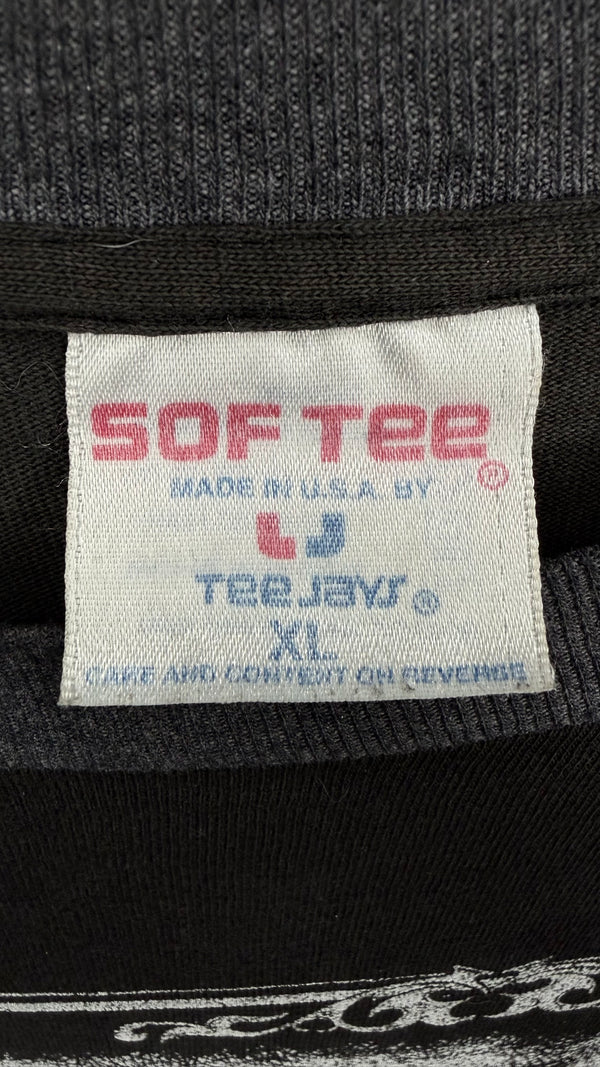 SOF TEE ®
MADE IN U.S.A. BY
TEE JAYS ®
XL
CARE AND CONTENT ON REVERSE